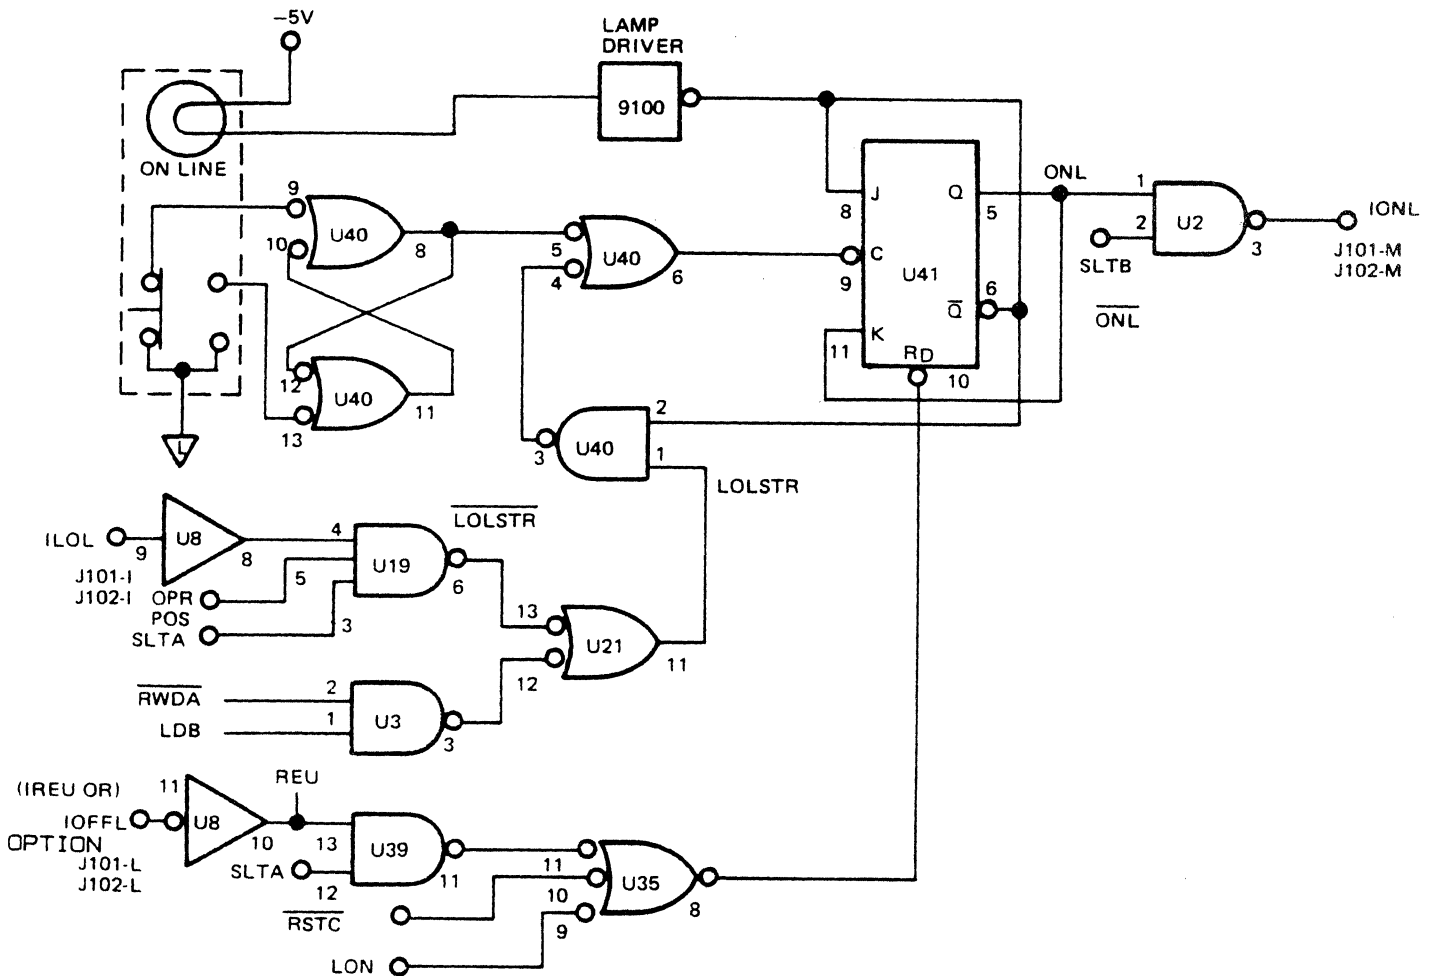 -5V
LAMP
DRIVER
9100
ON LINE
9
10
U40
8
5
4
U40
6
J
8
C
9
U41
Q
5
6
Q̅
K
11
RD
10
ONL
1
2
U2
3
IONL
J101-M
J102-M
SLTB
O̅N̅L̅
12
13
U40
11
L
2
1
U40
3
LOLSTR
ILOL
9
U8
8
J101-I
J102-I
OPR
POS
SLTA
4
5
3
U19
6
L̅O̅L̅S̅T̅R̅
13
12
U21
11
R̅W̅D̅A̅
LDB
2
1
U3
3
(IREU OR)
IOFFL
OPTION
J101-L
J102-L
11
U8
10
REU
13
SLTA
12
U39
11
R̅S̅T̅C̅
LON
11
10
9
U35
8